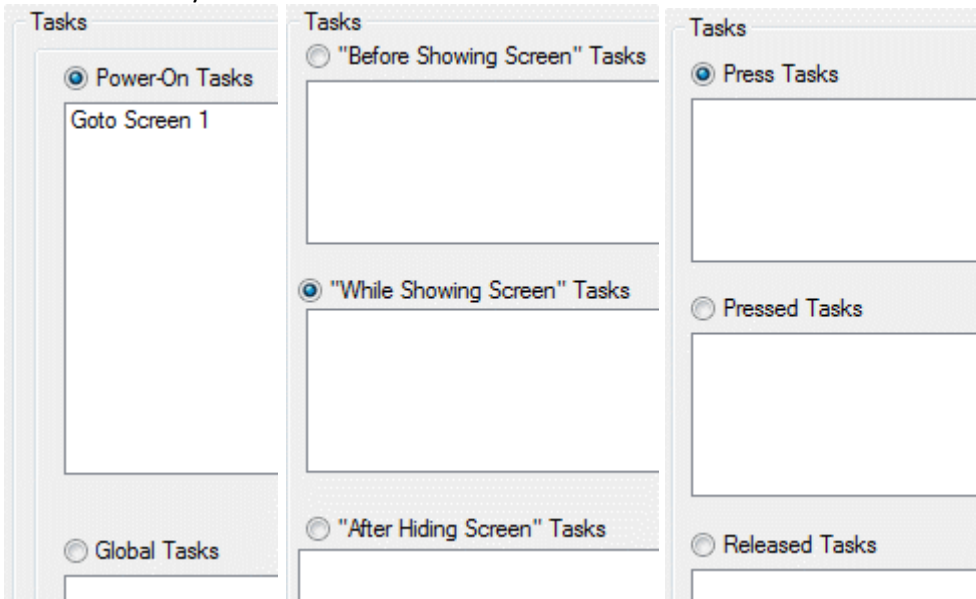 Tasks
Power-On Tasks
Goto Screen 1
Global Tasks
Tasks
"Before Showing Screen" Tasks
"While Showing Screen" Tasks
"After Hiding Screen" Tasks
Tasks
Press Tasks
Pressed Tasks
Released Tasks